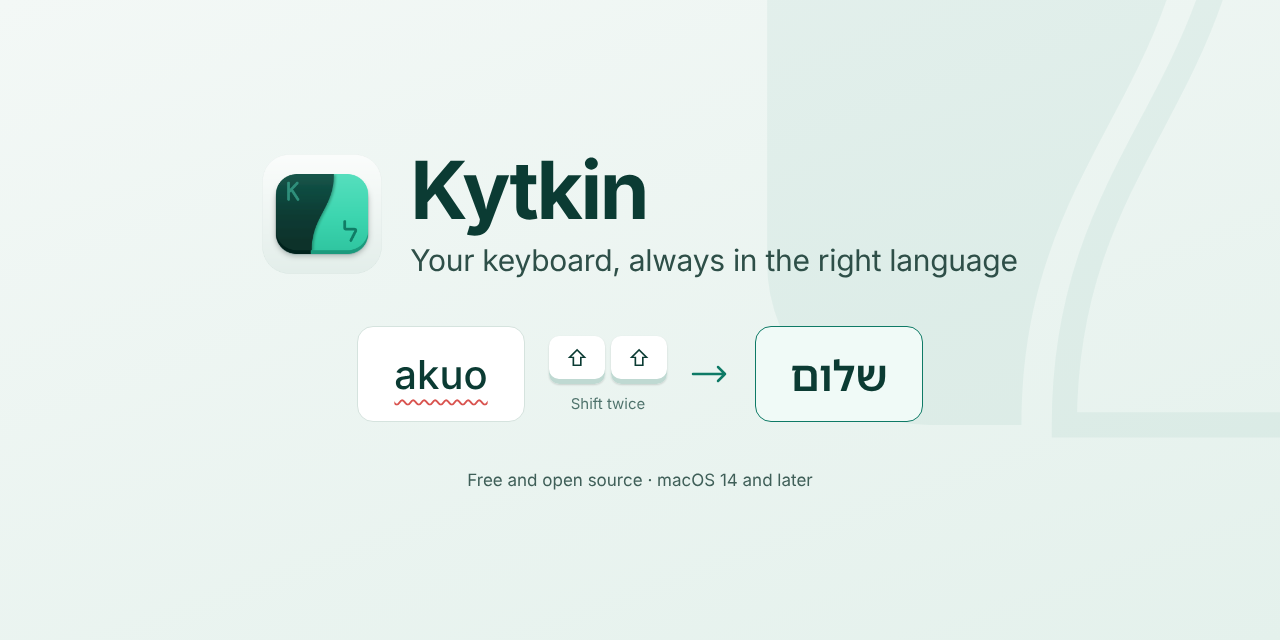 K
ל
Kytkin
Your keyboard, always in the right language
akuo
Shift twice
שלום
Free and open source · macOS 14 and later